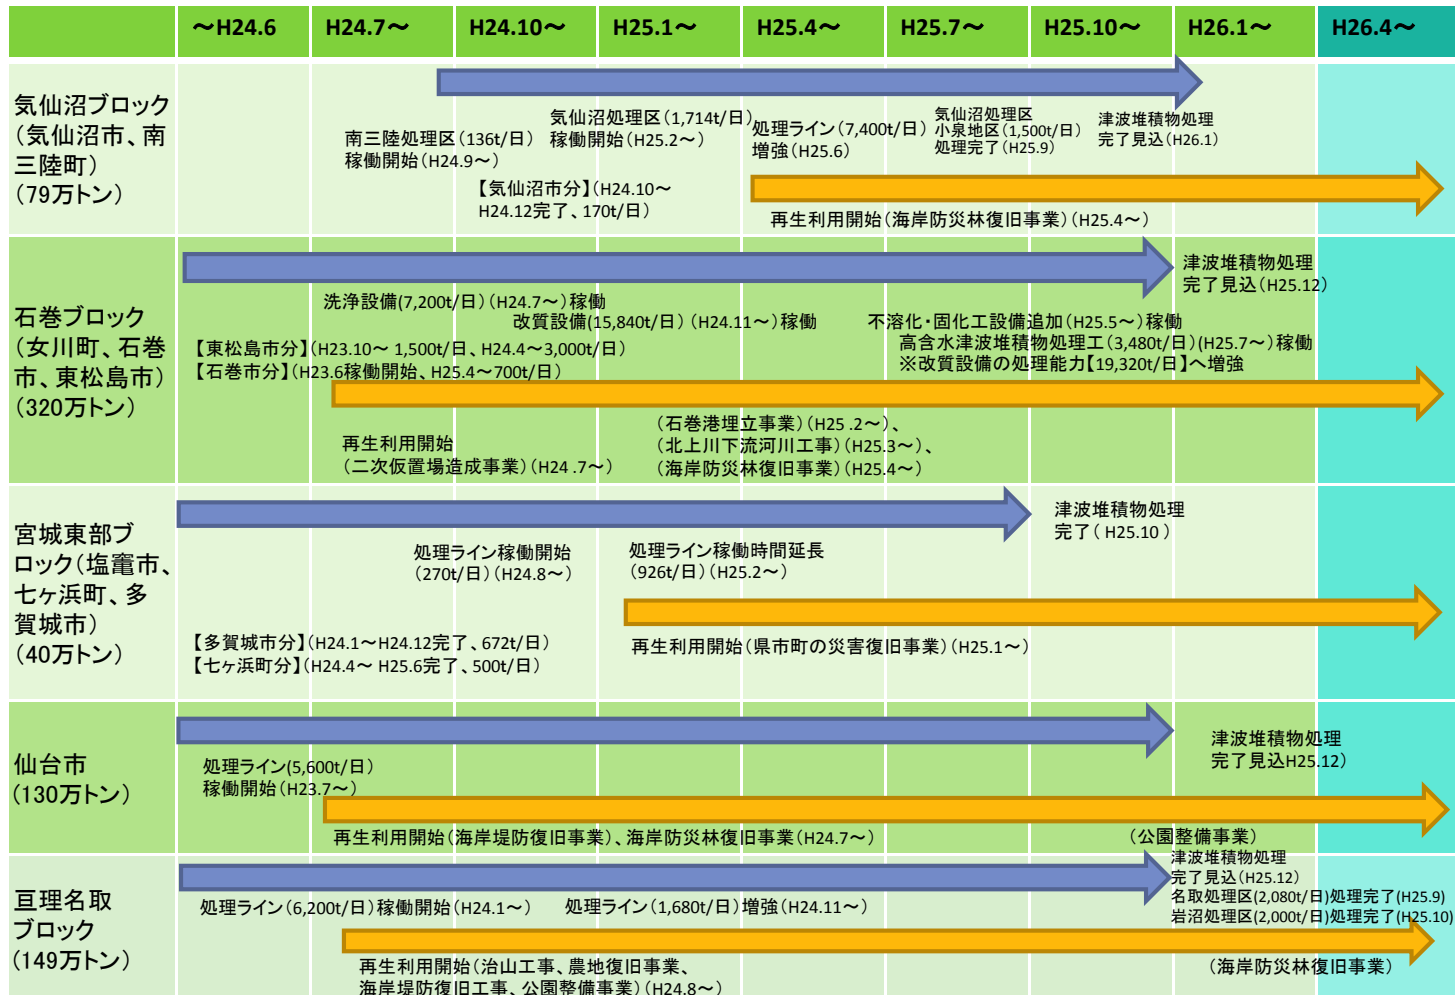 ～H24.6
H24.7～
H24.10～
H25.1～
H25.4～
H25.7～
H25.10～
H26.1～
H26.4～
気仙沼ブロック
（気仙沼市、南
三陸町）
（79万トン）
南三陸処理区（136t/日）
稼働開始（H24.9～）
気仙沼処理区（1,714t/日）
稼働開始（H25.2～）
【気仙沼市分】（H24.10～
H24.12完了、170t/日）
処理ライン（7,400t/日）
増強（H25.6）
気仙沼処理区
小泉地区（1,500t/日）
処理完了（H25.9）
津波堆積物処理
完了見込（H26.1）
再生利用開始（海岸防災林復旧事業）（H25.4～）
石巻ブロック
（女川町、石巻
市、東松島市）
（320万トン）
津波堆積物処理
完了見込（H25.12）
洗浄設備(7,200t/日）（H24.7～）稼働
改質設備(15,840t/日）（H24.11～）稼働
不溶化・固化工設備追加（H25.5～）稼働
高含水津波堆積物処理工（3,480t/日）(H25.7～）稼働
※改質設備の処理能力【19,320t/日】へ増強
【東松島市分】（H23.10～ 1,500t/日、H24.4～3,000t/日）
【石巻市分】（H23.6稼働開始、H25.4～700t/日）
再生利用開始
（二次仮置場造成事業）（H24 .7～）
（石巻港埋立事業）（H25 .2～）、
（北上川下流河川工事）（H25.3～）、
（海岸防災林復旧事業）（H25.4～）
宮城東部ブ
ロック（塩竈市、
七ヶ浜町、多
賀城市）
（40万トン）
津波堆積物処理
完了（ H25.10 ）
処理ライン稼働開始
（270t/日）（H24.8～）
処理ライン稼働時間延長
（926t/日）（H25.2～）
【多賀城市分】（H24.1～H24.12完了、672t/日）
【七ヶ浜町分】（H24.4～ H25.6完了、500t/日）
再生利用開始（県市町の災害復旧事業）（H25.1～）
仙台市
（130万トン）
処理ライン(5,600t/日）
稼働開始（H23.7～）
津波堆積物処理
完了見込H25.12）
再生利用開始（海岸堤防復旧事業）、海岸防災林復旧事業（H24.7～）
（公園整備事業）
亘理名取
ブロック
（149万トン）
処理ライン（6,200t/日）稼働開始（H24.1～）
処理ライン（1,680t/日）増強（H24.11～）
津波堆積物処理
完了見込（H25.12）
名取処理区(2,080t/日）処理完了（H25.9）
岩沼処理区(2,000t/日）処理完了（H25.10）
再生利用開始（治山工事、農地復旧事業、
海岸堤防復旧工事、公園整備事業）（H24.8～）
（海岸防災林復旧事業）